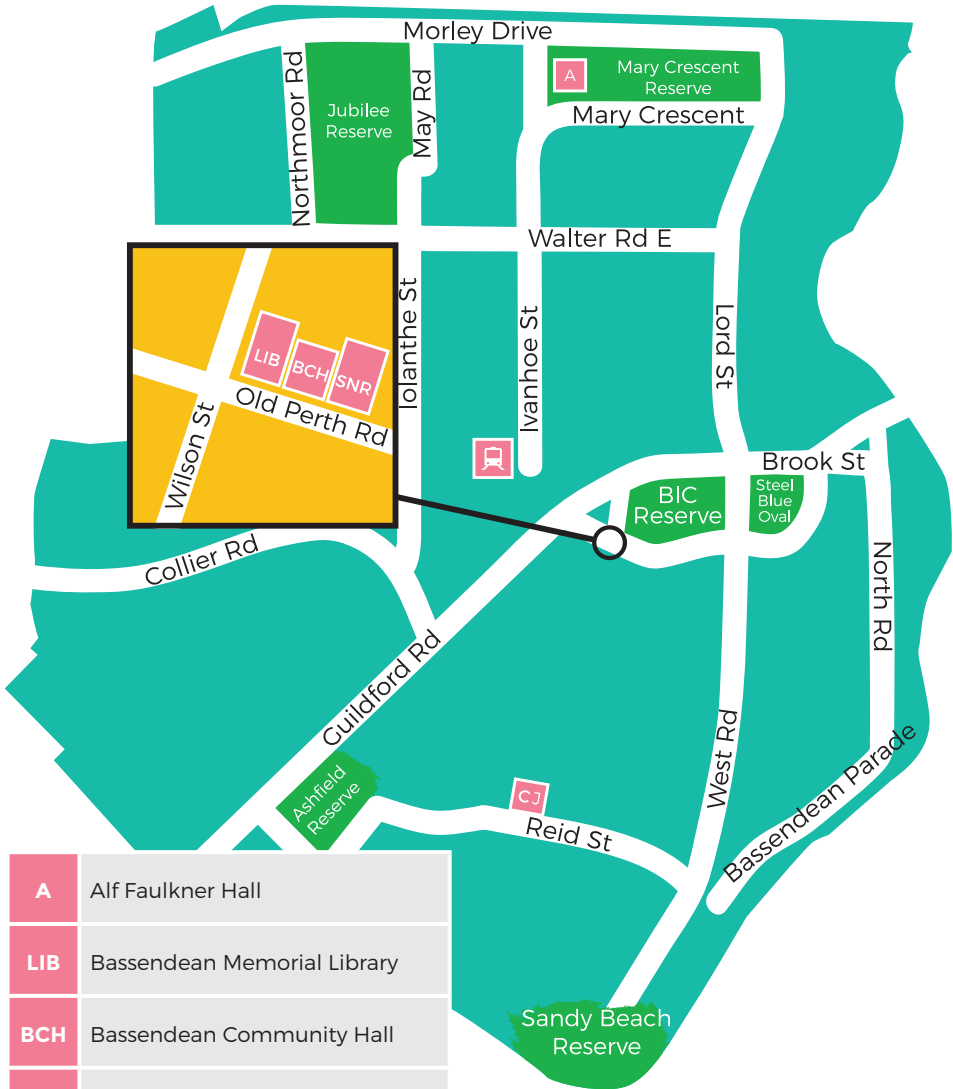 Morley Drive
Northmoor Rd
Jubilee
Reserve
May Rd
A
Mary Crescent
Reserve
Mary Crescent
Walter Rd E
Iolanthe St
Ivanhoe St
Lord St
LIB
BCH
SNR
Old Perth Rd
Wilson St
Brook St
BIC
Reserve
Steel
Blue
Oval
Collier Rd
North Rd
Guildford Rd
West Rd
Bassendean Parade
Ashfield
Reserve
CJ
Reid St
A
Alf Faulkner Hall
LIB
Bassendean Memorial Library
BCH
Bassendean Community Hall
Sandy Beach
Reserve